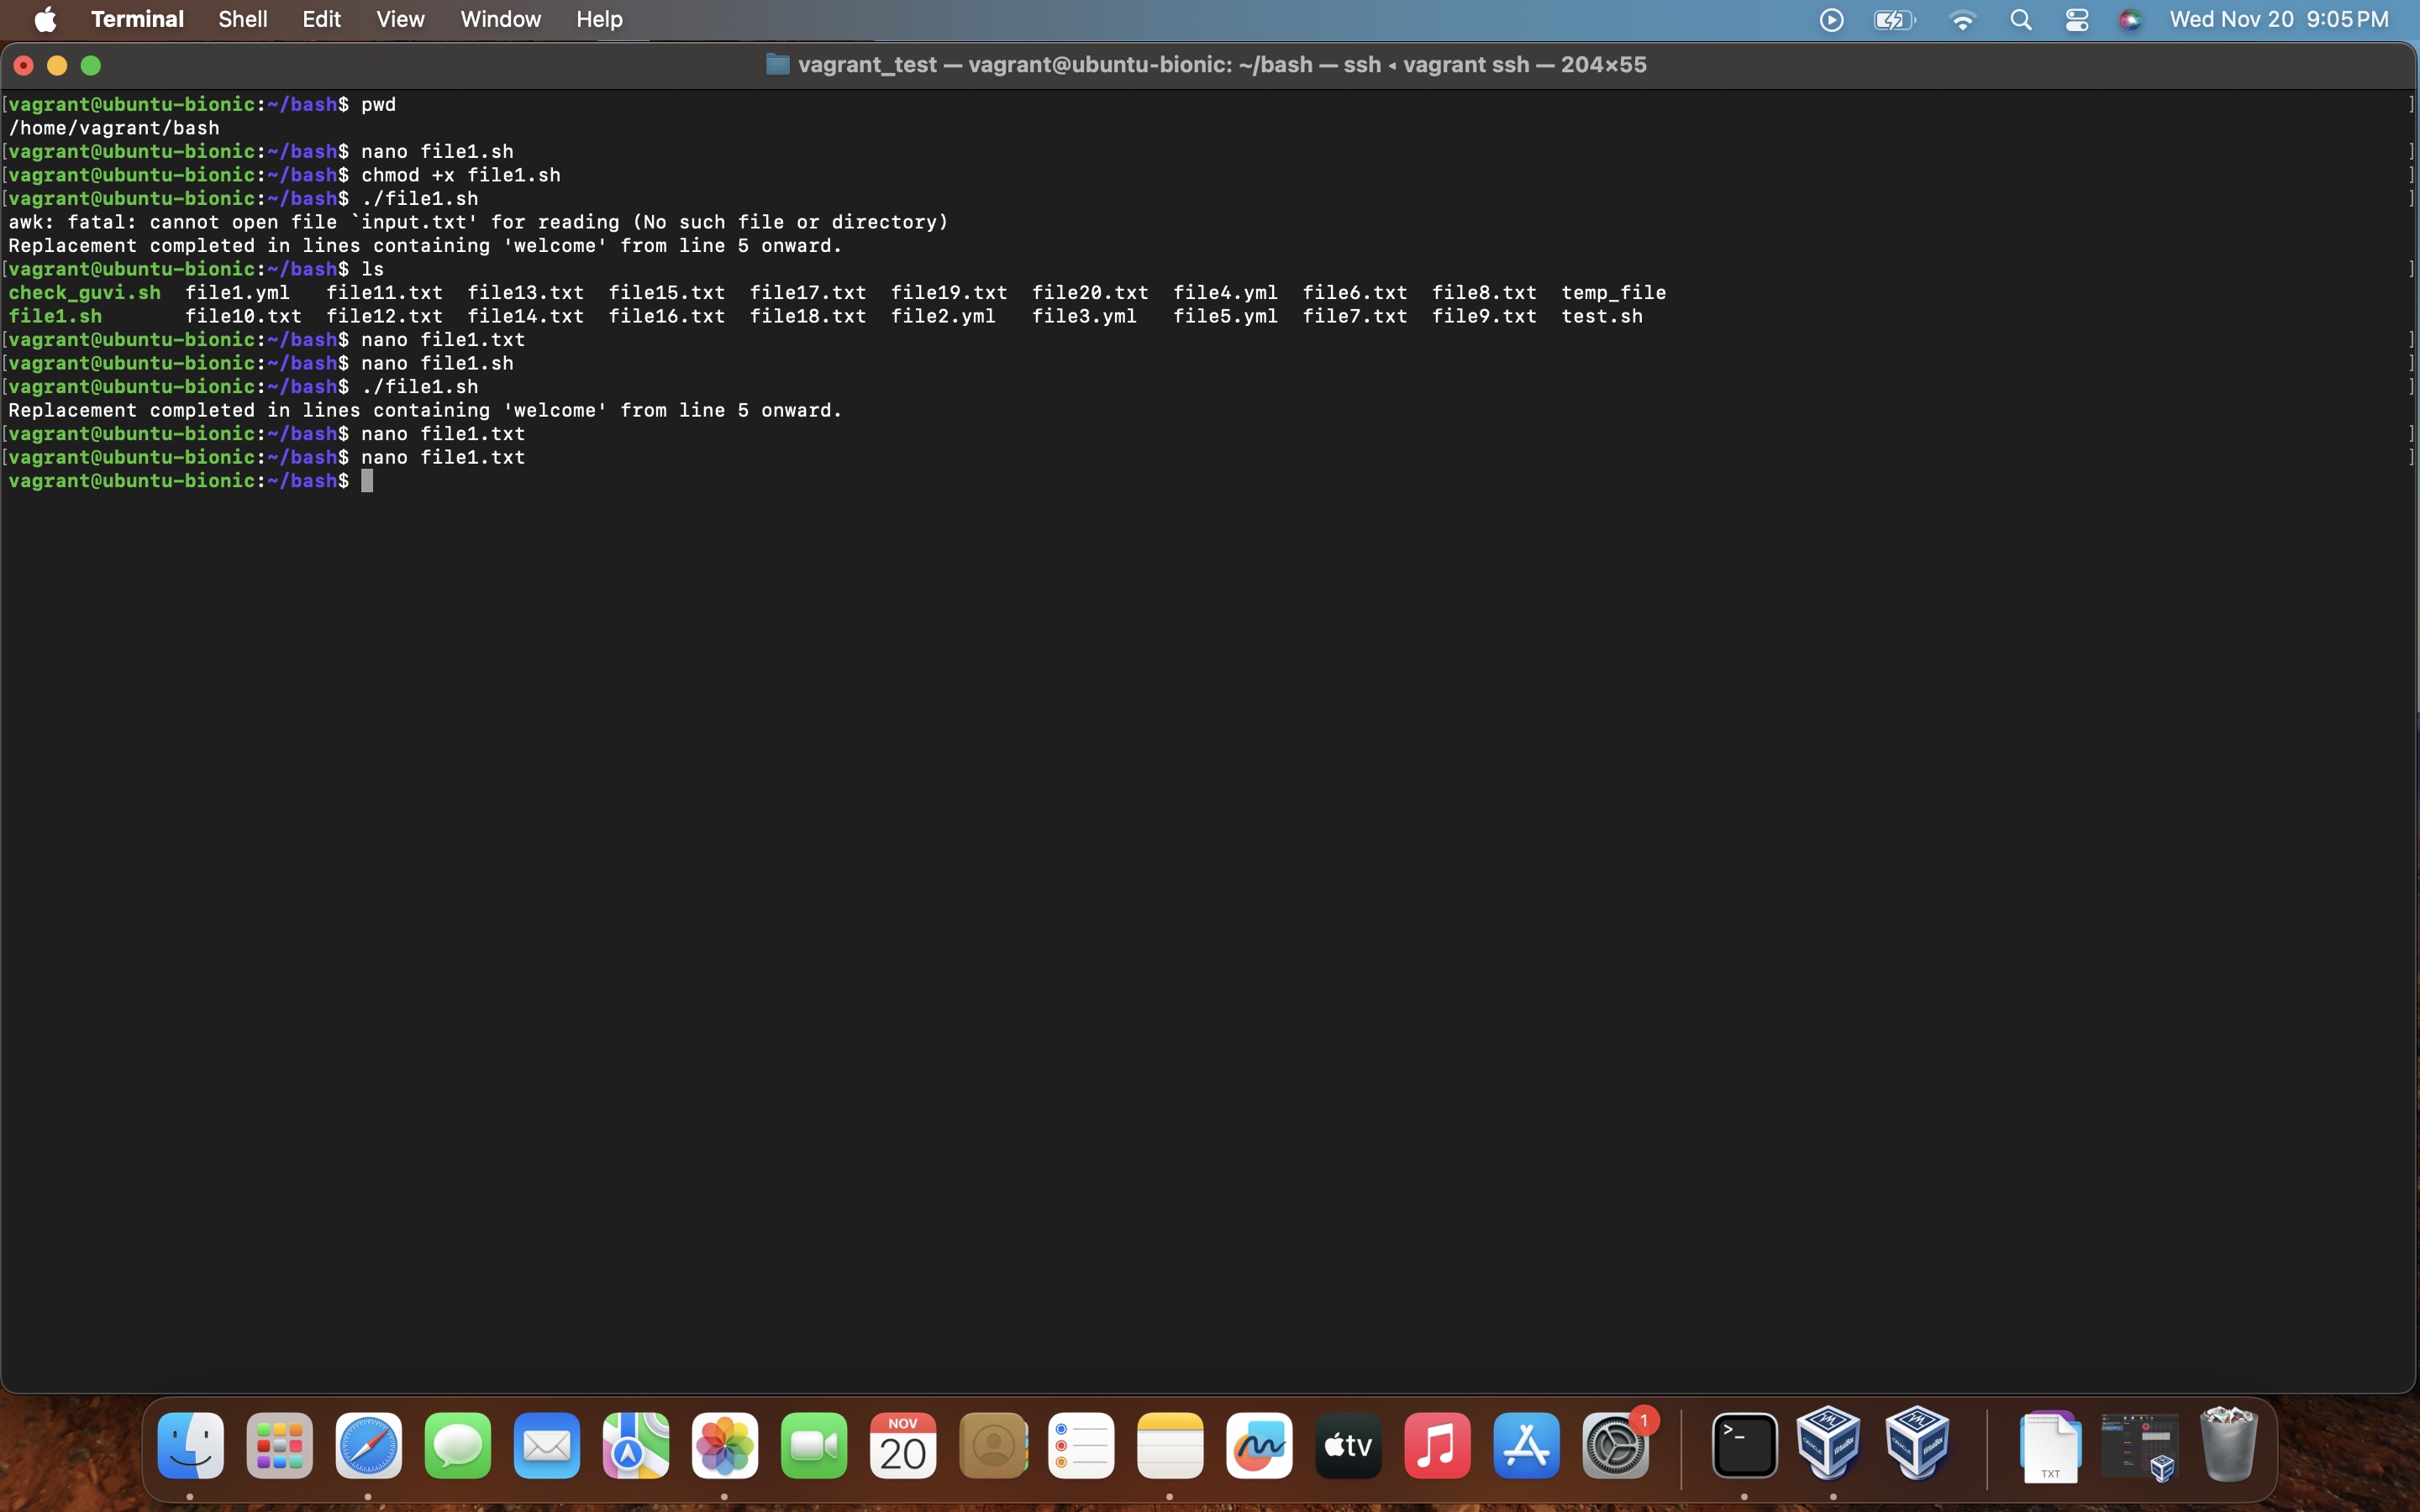 Terminal Shell Edit View Window Help Wed Nov 20 9:05 PM
vagrant_test — vagrant@ubuntu-bionic: ~/bash — ssh ◂ vagrant ssh — 204×55
[vagrant@ubuntu-bionic:~/bash$ pwd ]
/home/vagrant/bash
[vagrant@ubuntu-bionic:~/bash$ nano file1.sh ]
[vagrant@ubuntu-bionic:~/bash$ chmod +x file1.sh ]
[vagrant@ubuntu-bionic:~/bash$ ./file1.sh ]
awk: fatal: cannot open file `input.txt' for reading (No such file or directory)
Replacement completed in lines containing 'welcome' from line 5 onward.
[vagrant@ubuntu-bionic:~/bash$ ls ]
check_guvi.sh file1.yml file11.txt file13.txt file15.txt file17.txt file19.txt file20.txt file4.yml file6.txt file8.txt temp_file
file1.sh file10.txt file12.txt file14.txt file16.txt file18.txt file2.yml file3.yml file5.yml file7.txt file9.txt test.sh
[vagrant@ubuntu-bionic:~/bash$ nano file1.txt ]
[vagrant@ubuntu-bionic:~/bash$ nano file1.sh ]
[vagrant@ubuntu-bionic:~/bash$ ./file1.sh ]
Replacement completed in lines containing 'welcome' from line 5 onward.
[vagrant@ubuntu-bionic:~/bash$ nano file1.txt ]
[vagrant@ubuntu-bionic:~/bash$ nano file1.txt ]
vagrant@ubuntu-bionic:~/bash$
NOV
20
tv
1
>_
TXT